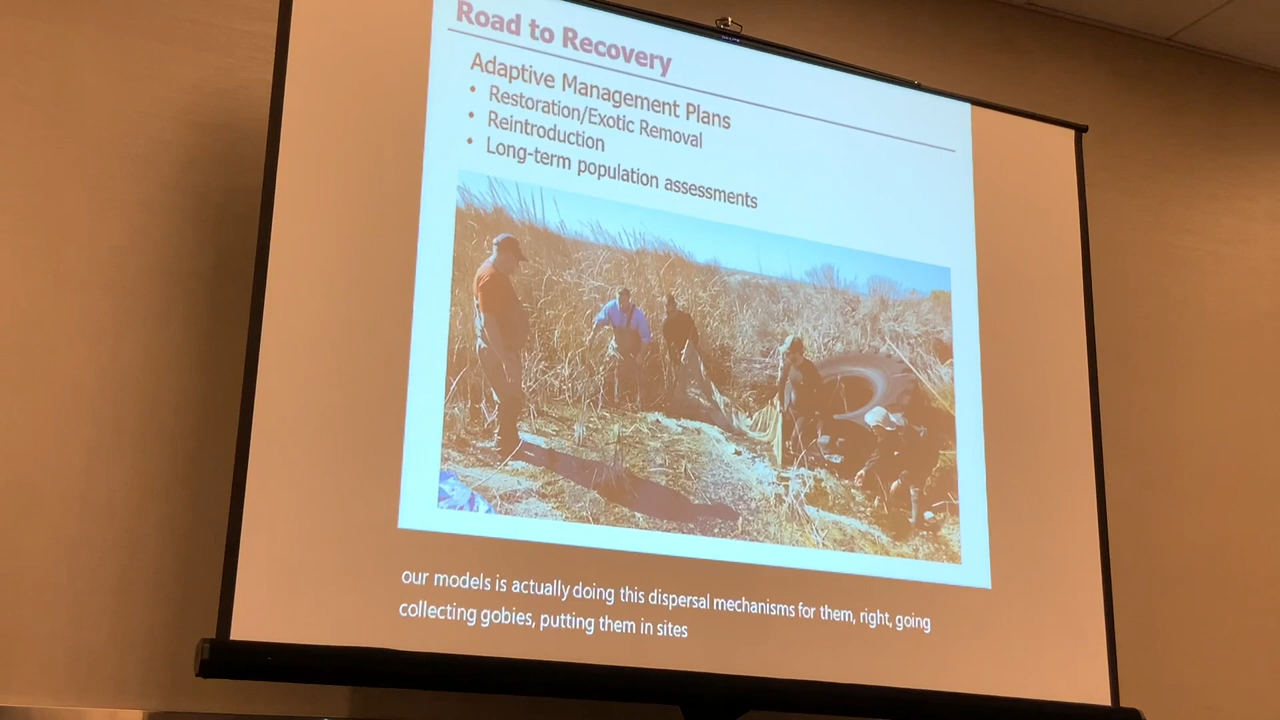 Road to Recovery
Adaptive Management Plans
• Restoration/Exotic Removal
• Reintroduction
• Long-term population assessments
our models is actually doing this dispersal mechanisms for them, right, going
collecting gobies, putting them in sites